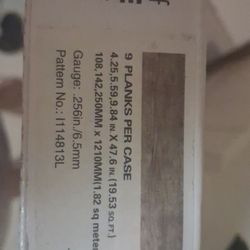 9 PLANKS PER CASE
4.25,5.59,9.84 IN X 47.6 IN (19.53 SQ.FT.)
108,142,250MM x 1210MM(1.82 sq meter
Gauge: .256in./6.5mm
Pattern No.: I114813L